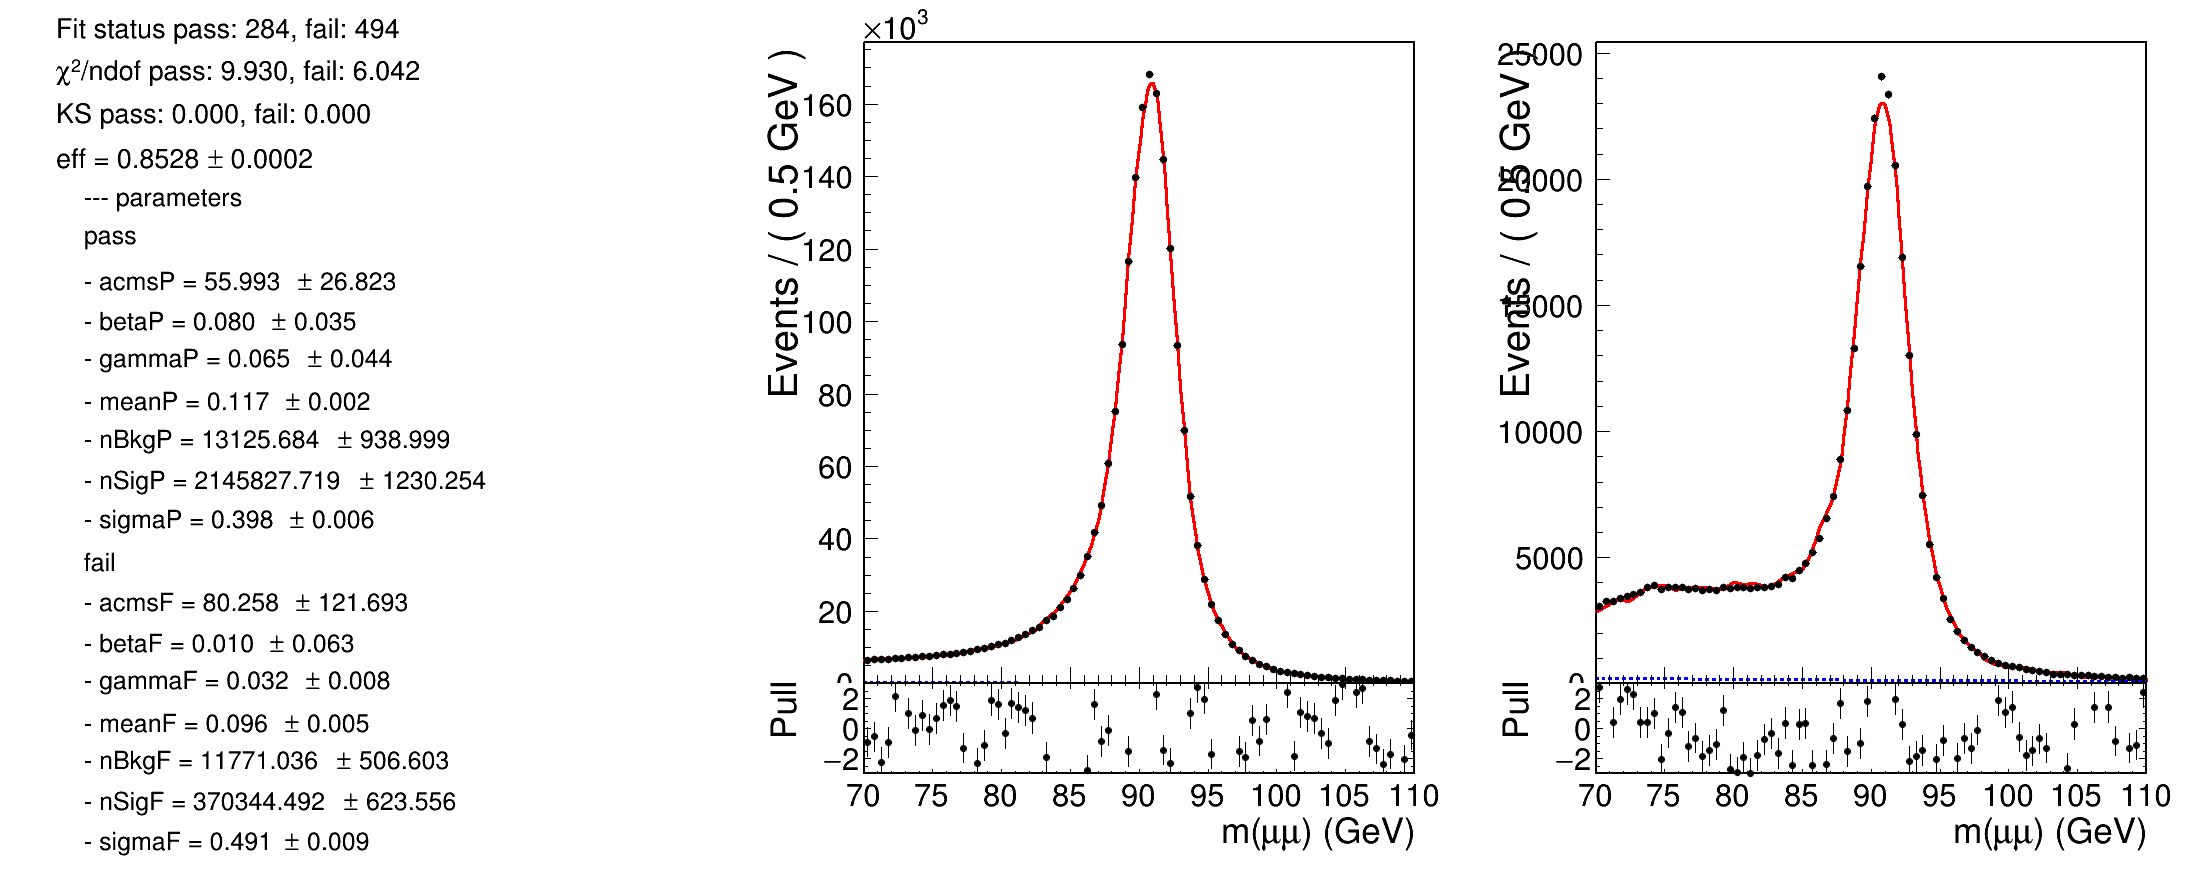 Fit status pass: 284, fail: 494
χ²/ndof pass: 9.930, fail: 6.042
KS pass: 0.000, fail: 0.000
eff = 0.8528 ± 0.0002
--- parameters
pass
- acmsP = 55.993 ± 26.823
- betaP = 0.080 ± 0.035
- gammaP = 0.065 ± 0.044
- meanP = 0.117 ± 0.002
- nBkgP = 13125.684 ± 938.999
- nSigP = 2145827.719 ± 1230.254
- sigmaP = 0.398 ± 0.006
fail
- acmsF = 80.258 ± 121.693
- betaF = 0.010 ± 0.063
- gammaF = 0.032 ± 0.008
- meanF = 0.096 ± 0.005
- nBkgF = 11771.036 ± 506.603
- nSigF = 370344.492 ± 623.556
- sigmaF = 0.491 ± 0.009
×10³
Events / ( 0.5 GeV )
160
140
120
100
80
60
40
20
0
Pull
2
0
−2
70 75 80 85 90 95 100 105 110
m(μμ) (GeV)
Events / ( 0.5 GeV )
25000
20000
15000
10000
5000
0
Pull
2
0
−2
70 75 80 85 90 95 100 105 110
m(μμ) (GeV)